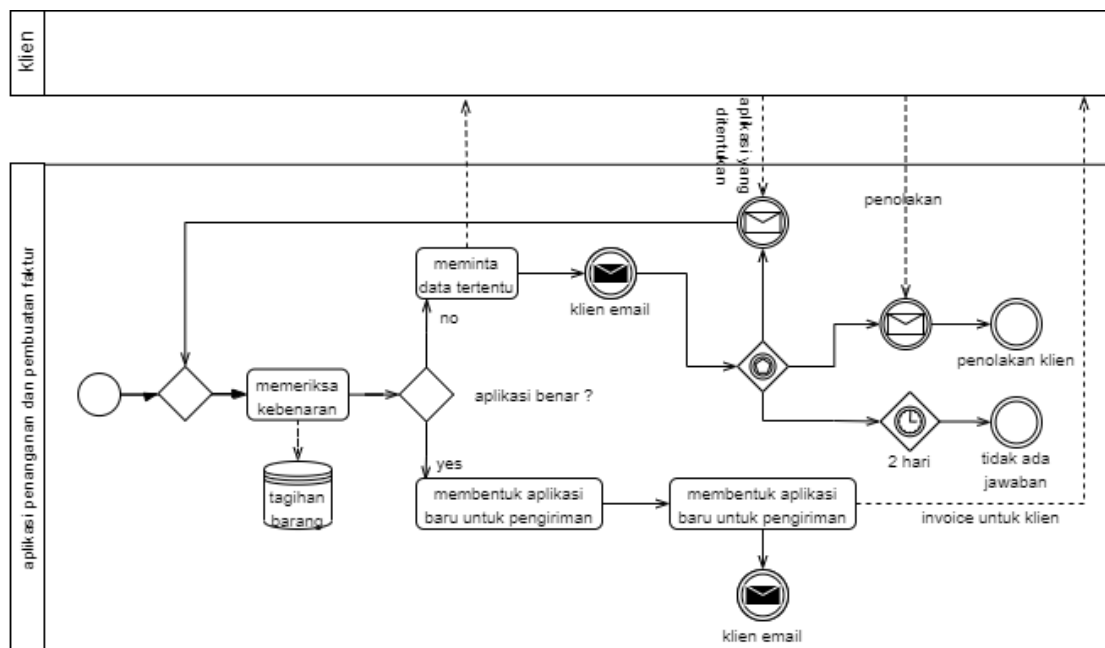 klien
aplikasi penanganan dan pembuatan faktur
aplikasi yang
ditentukan
penolakan
meminta
data tertentu
klien email
no
penolakan klien
memeriksa
kebenaran
aplikasi benar ?
2 hari
tidak ada
jawaban
yes
tagihan
barang
membentuk aplikasi
baru untuk pengiriman
membentuk aplikasi
baru untuk pengiriman
invoice untuk klien
klien email